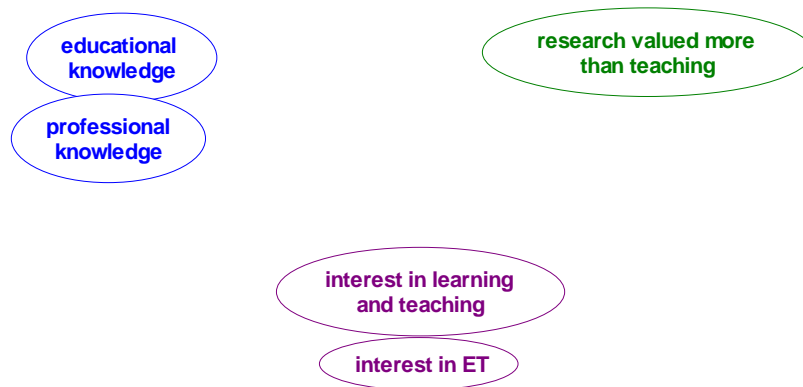 educational
knowledge
professional
knowledge
research valued more
than teaching
interest in learning
and teaching
interest in ET